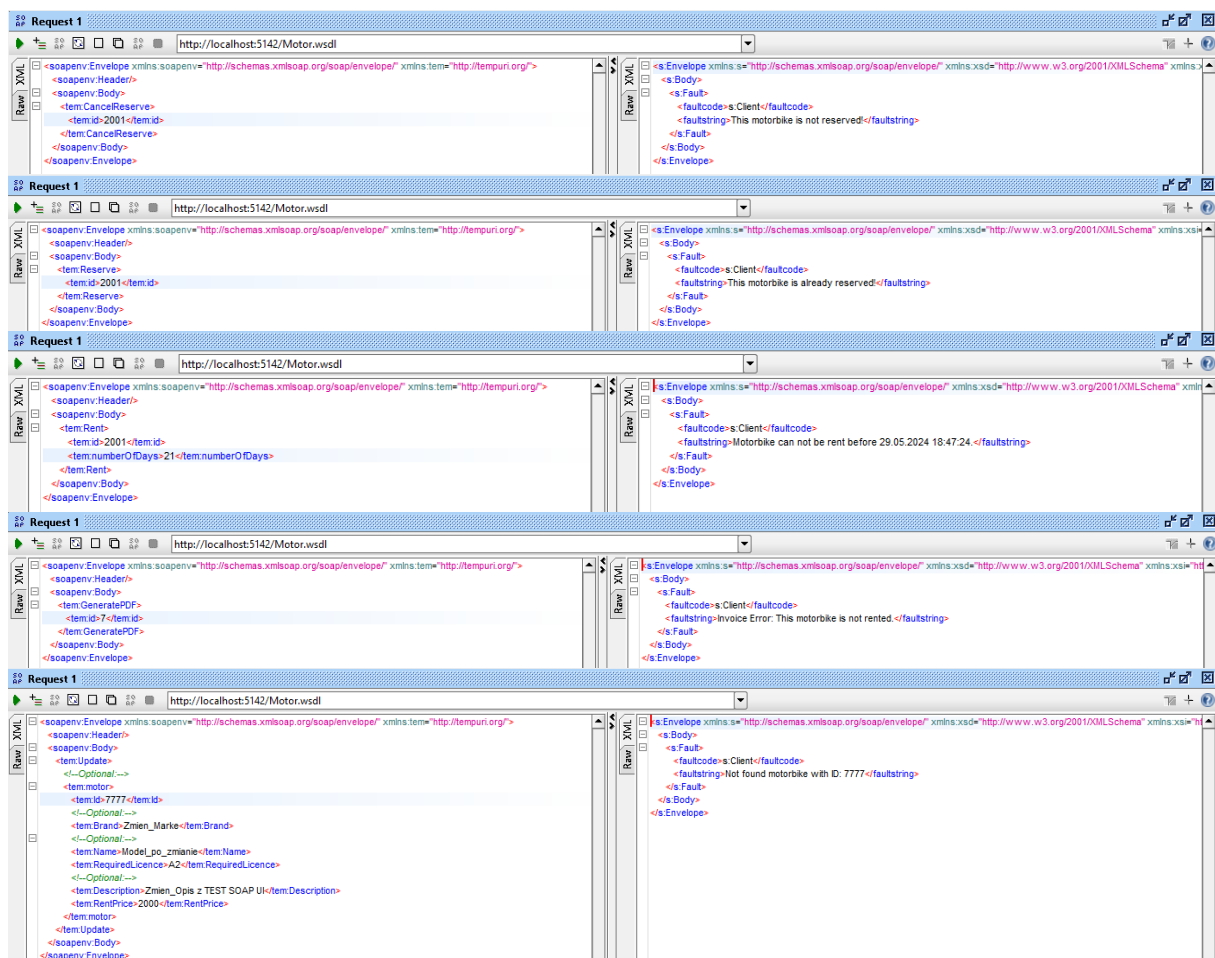 Request 1
http://localhost:5142/Motor.wsdl
XML
Raw
<soapenv:Envelope xmlns:soapenv="http://schemas.xmlsoap.org/soap/envelope/" xmlns:tem="http://tempuri.org/">
<soapenv:Header/>
<soapenv:Body>
<tem:CancelReserve>
<tem:id>2001</tem:id>
</tem:CancelReserve>
</soapenv:Body>
</soapenv:Envelope>
XML
Raw
<s:Envelope xmlns:s="http://schemas.xmlsoap.org/soap/envelope/" xmlns:xsd="http://www.w3.org/2001/XMLSchema" xmlns:x
<s:Body>
<s:Fault>
<faultcode>s:Client</faultcode>
<faultstring>This motorbike is not reserved!</faultstring>
</s:Fault>
</s:Body>
</s:Envelope>
Request 1
http://localhost:5142/Motor.wsdl
XML
Raw
<soapenv:Envelope xmlns:soapenv="http://schemas.xmlsoap.org/soap/envelope/" xmlns:tem="http://tempuri.org/">
<soapenv:Header/>
<soapenv:Body>
<tem:Reserve>
<tem:id>2001</tem:id>
</tem:Reserve>
</soapenv:Body>
</soapenv:Envelope>
XML
Raw
<s:Envelope xmlns:s="http://schemas.xmlsoap.org/soap/envelope/" xmlns:xsd="http://www.w3.org/2001/XMLSchema" xmlns:xsi=
<s:Body>
<s:Fault>
<faultcode>s:Client</faultcode>
<faultstring>This motorbike is already reserved!</faultstring>
</s:Fault>
</s:Body>
</s:Envelope>
Request 1
http://localhost:5142/Motor.wsdl
XML
Raw
<soapenv:Envelope xmlns:soapenv="http://schemas.xmlsoap.org/soap/envelope/" xmlns:tem="http://tempuri.org/">
<soapenv:Header/>
<soapenv:Body>
<tem:Rent>
<tem:id>2001</tem:id>
<tem:numberOfDays>21</tem:numberOfDays>
</tem:Rent>
</soapenv:Body>
</soapenv:Envelope>
XML
Raw
<s:Envelope xmlns:s="http://schemas.xmlsoap.org/soap/envelope/" xmlns:xsd="http://www.w3.org/2001/XMLSchema" xmln
<s:Body>
<s:Fault>
<faultcode>s:Client</faultcode>
<faultstring>Motorbike can not be rent before 29.05.2024 18:47:24.</faultstring>
</s:Fault>
</s:Body>
</s:Envelope>
Request 1
http://localhost:5142/Motor.wsdl
XML
Raw
<soapenv:Envelope xmlns:soapenv="http://schemas.xmlsoap.org/soap/envelope/" xmlns:tem="http://tempuri.org/">
<soapenv:Header/>
<soapenv:Body>
<tem:GeneratePDF>
<tem:id>7</tem:id>
</tem:GeneratePDF>
</soapenv:Body>
</soapenv:Envelope>
XML
Raw
<s:Envelope xmlns:s="http://schemas.xmlsoap.org/soap/envelope/" xmlns:xsd="http://www.w3.org/2001/XMLSchema" xmlns:xsi="htt
<s:Body>
<s:Fault>
<faultcode>s:Client</faultcode>
<faultstring>Invoice Error: This motorbike is not rented.</faultstring>
</s:Fault>
</s:Body>
</s:Envelope>
Request 1
http://localhost:5142/Motor.wsdl
XML
Raw
<soapenv:Envelope xmlns:soapenv="http://schemas.xmlsoap.org/soap/envelope/" xmlns:tem="http://tempuri.org/">
<soapenv:Header/>
<soapenv:Body>
<tem:Update>
<!--Optional:-->
<tem:motor>
<tem:Id>7777</tem:Id>
<!--Optional:-->
<tem:Brand>Zmien_Marke</tem:Brand>
<!--Optional:-->
<tem:Name>Model_po_zmianie</tem:Name>
<tem:RequiredLicence>A2</tem:RequiredLicence>
<!--Optional:-->
<tem:Description>Zmien_Opis z TEST SOAP UI</tem:Description>
<tem:RentPrice>2000</tem:RentPrice>
</tem:motor>
</tem:Update>
</soapenv:Body>
</soapenv:Envelope>
XML
Raw
<s:Envelope xmlns:s="http://schemas.xmlsoap.org/soap/envelope/" xmlns:xsd="http://www.w3.org/2001/XMLSchema" xmlns:xsi="ht
<s:Body>
<s:Fault>
<faultcode>s:Client</faultcode>
<faultstring>Not found motorbike with ID: 7777</faultstring>
</s:Fault>
</s:Body>
</s:Envelope>